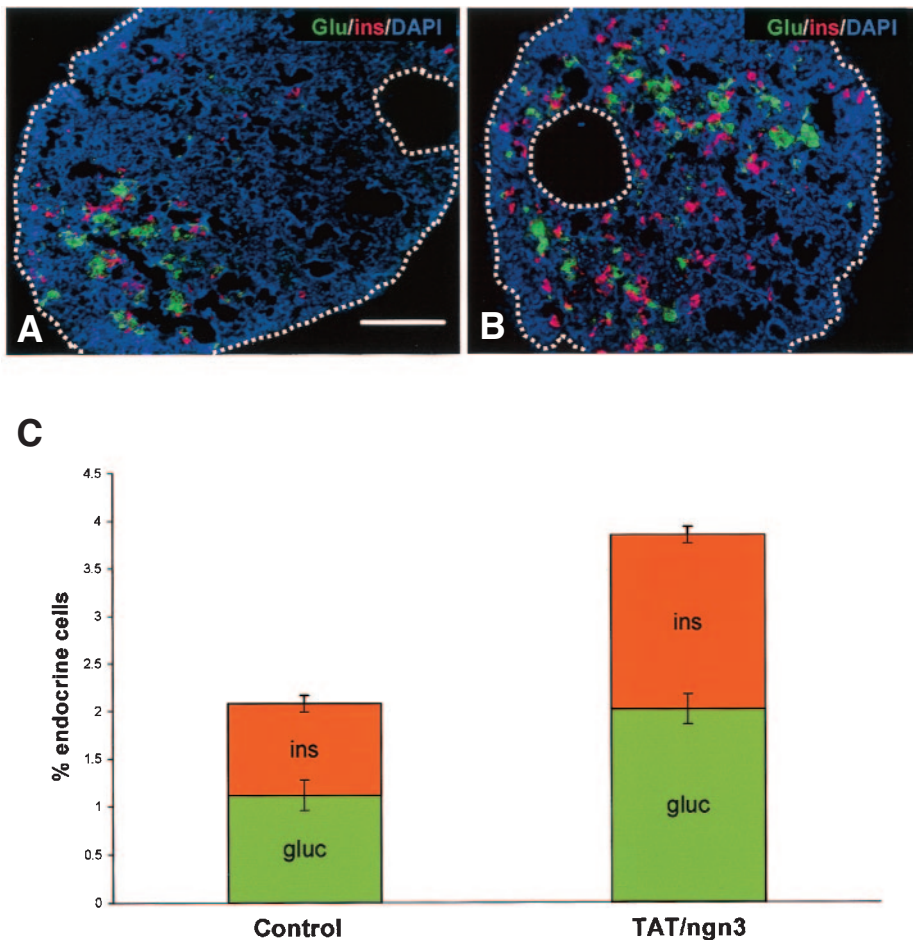 Glu/ins/DAPI
A
Glu/ins/DAPI
B
C
% endocrine cells
4.5
4
3.5
3
2.5
2
1.5
1
0.5
0
ins
gluc
ins
gluc
Control
TAT/ngn3